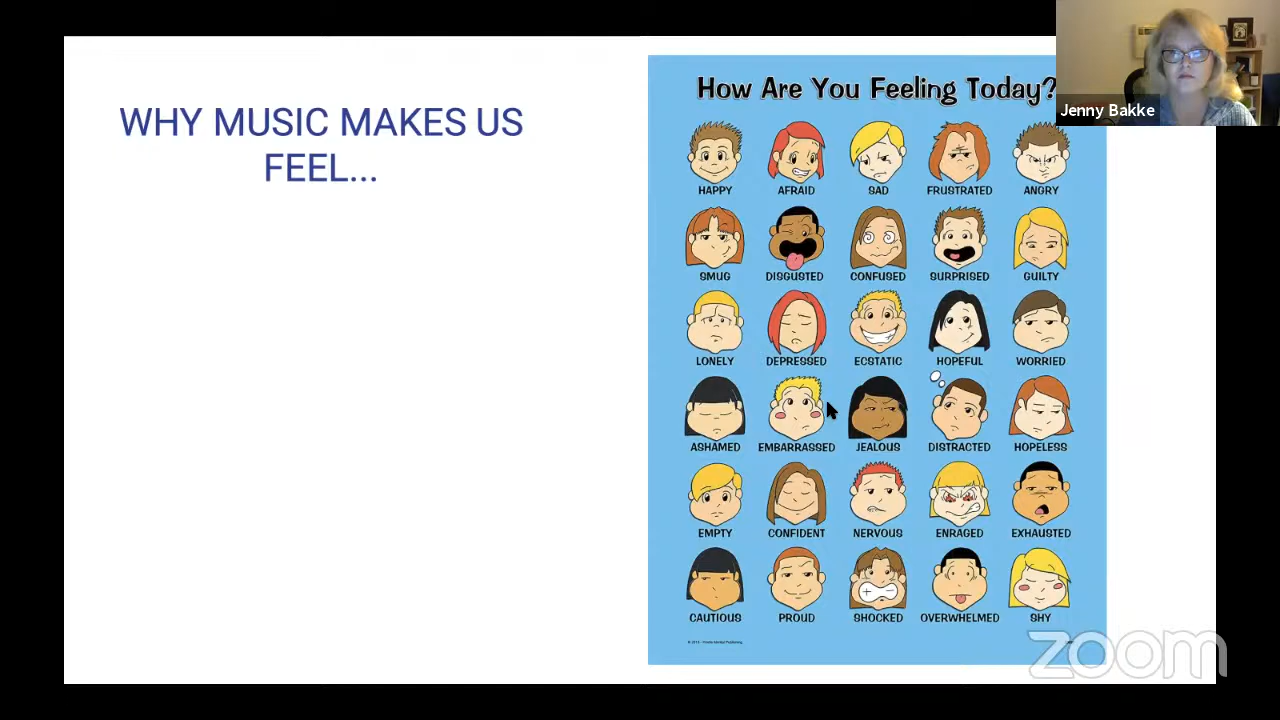 WHY MUSIC MAKES US
FEEL...
How Are You Feeling Today?
Jenny Bakke
HAPPY AFRAID SAD FRUSTRATED ANGRY
SMUG DISGUSTED CONFUSED SURPRISED GUILTY
LONELY DEPRESSED ECSTATIC HOPEFUL WORRIED
ASHAMED EMBARRASSED JEALOUS DISTRACTED HOPELESS
EMPTY CONFIDENT NERVOUS ENRAGED EXHAUSTED
CAUTIOUS PROUD SHOCKED OVERWHELMED SHY
zoom